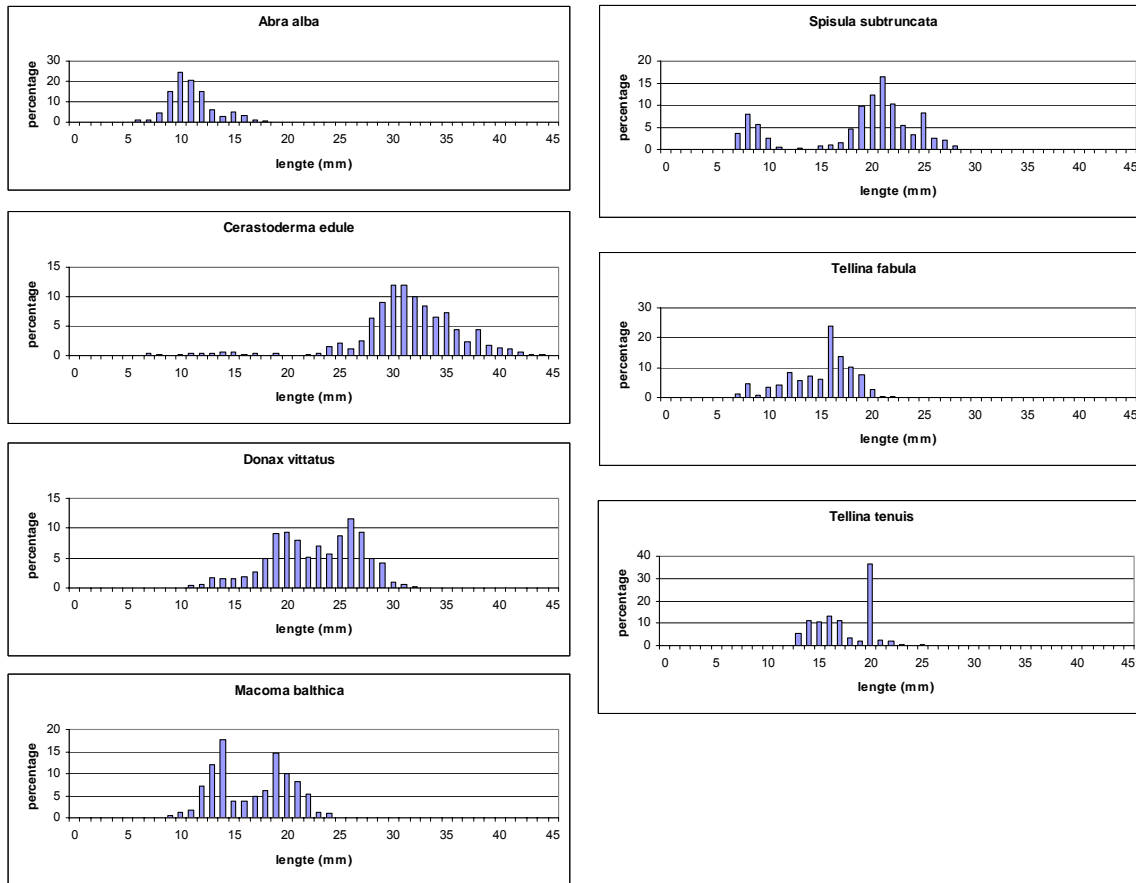 Abra alba
percentage
30
20
10
0
0 5 10 15 20 25 30 35 40 45
lengte (mm)
Cerastoderma edule
percentage
15
10
5
0
0 5 10 15 20 25 30 35 40 45
lengte (mm)
Donax vittatus
percentage
15
10
5
0
0 5 10 15 20 25 30 35 40 45
lengte (mm)
Macoma balthica
percentage
20
15
10
5
0
0 5 10 15 20 25 30 35 40 45
lengte (mm)
Spisula subtruncata
percentage
20
15
10
5
0
0 5 10 15 20 25 30 35 40 45
lengte (mm)
Tellina fabula
percentage
30
20
10
0
0 5 10 15 20 25 30 35 40 45
lengte (mm)
Tellina tenuis
percentage
40
30
20
10
0
0 5 10 15 20 25 30 35 40 45
lengte (mm)